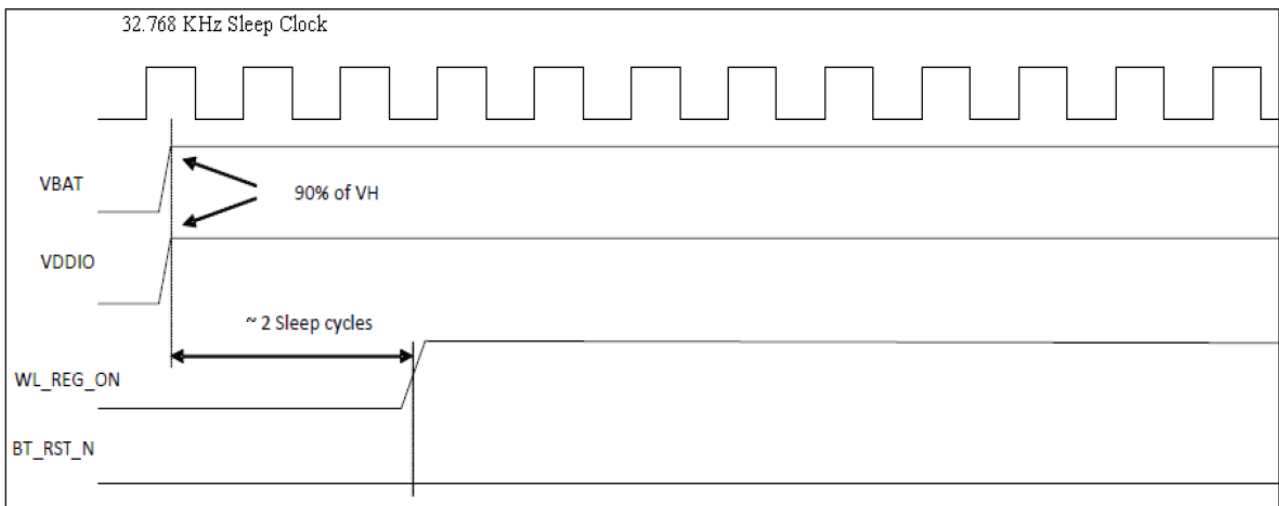 32.768 KHz Sleep Clock
VBAT
90% of VH
VDDIO
~ 2 Sleep cycles
WL_REG_ON
BT_RST_N